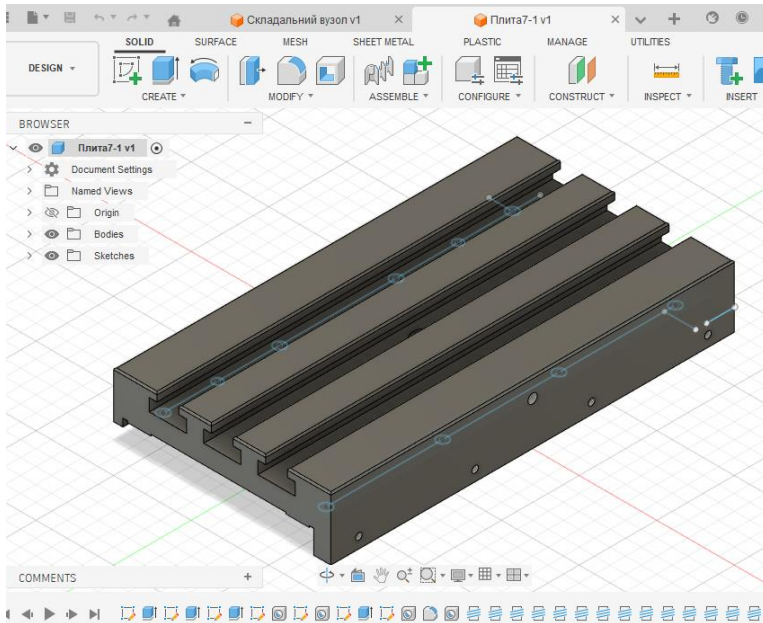 Складальний вузол v1
Плита7-1 v1
SOLID SURFACE MESH SHEET METAL PLASTIC MANAGE UTILITIES
DESIGN
CREATE MODIFY ASSEMBLE CONFIGURE CONSTRUCT INSPECT INSERT
BROWSER
Плита7-1 v1
Document Settings
Named Views
Origin
Bodies
Sketches
COMMENTS